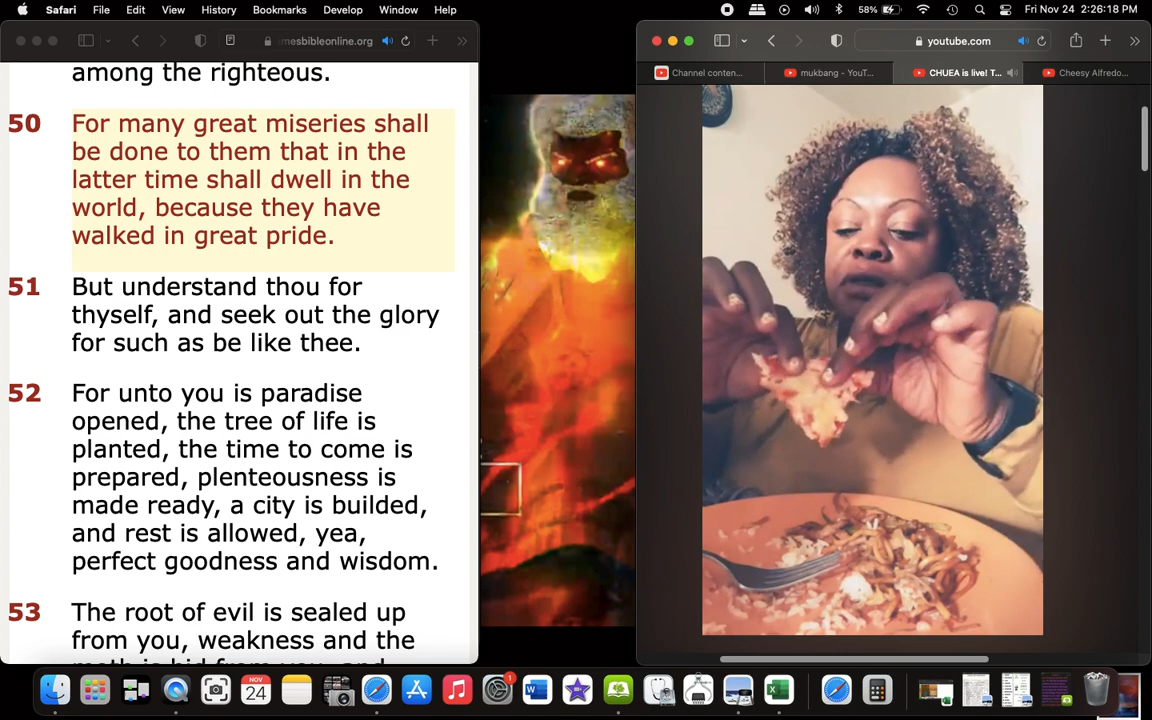 Safari File Edit View History Bookmarks Develop Window Help
58% Fri Nov 24 2:26:18 PM
mesbibleonline.org
youtube.com
Channel conten...
mukbang - YouT...
CHUEA is live! T...
Cheesy Alfredo...
among the righteous.
50 For many great miseries shall
be done to them that in the
latter time shall dwell in the
world, because they have
walked in great pride.
51 But understand thou for
thyself, and seek out the glory
for such as be like thee.
52 For unto you is paradise
opened, the tree of life is
planted, the time to come is
prepared, plenteousness is
made ready, a city is builded,
and rest is allowed, yea,
perfect goodness and wisdom.
53 The root of evil is sealed up
from you, weakness and the
NOV
24
1